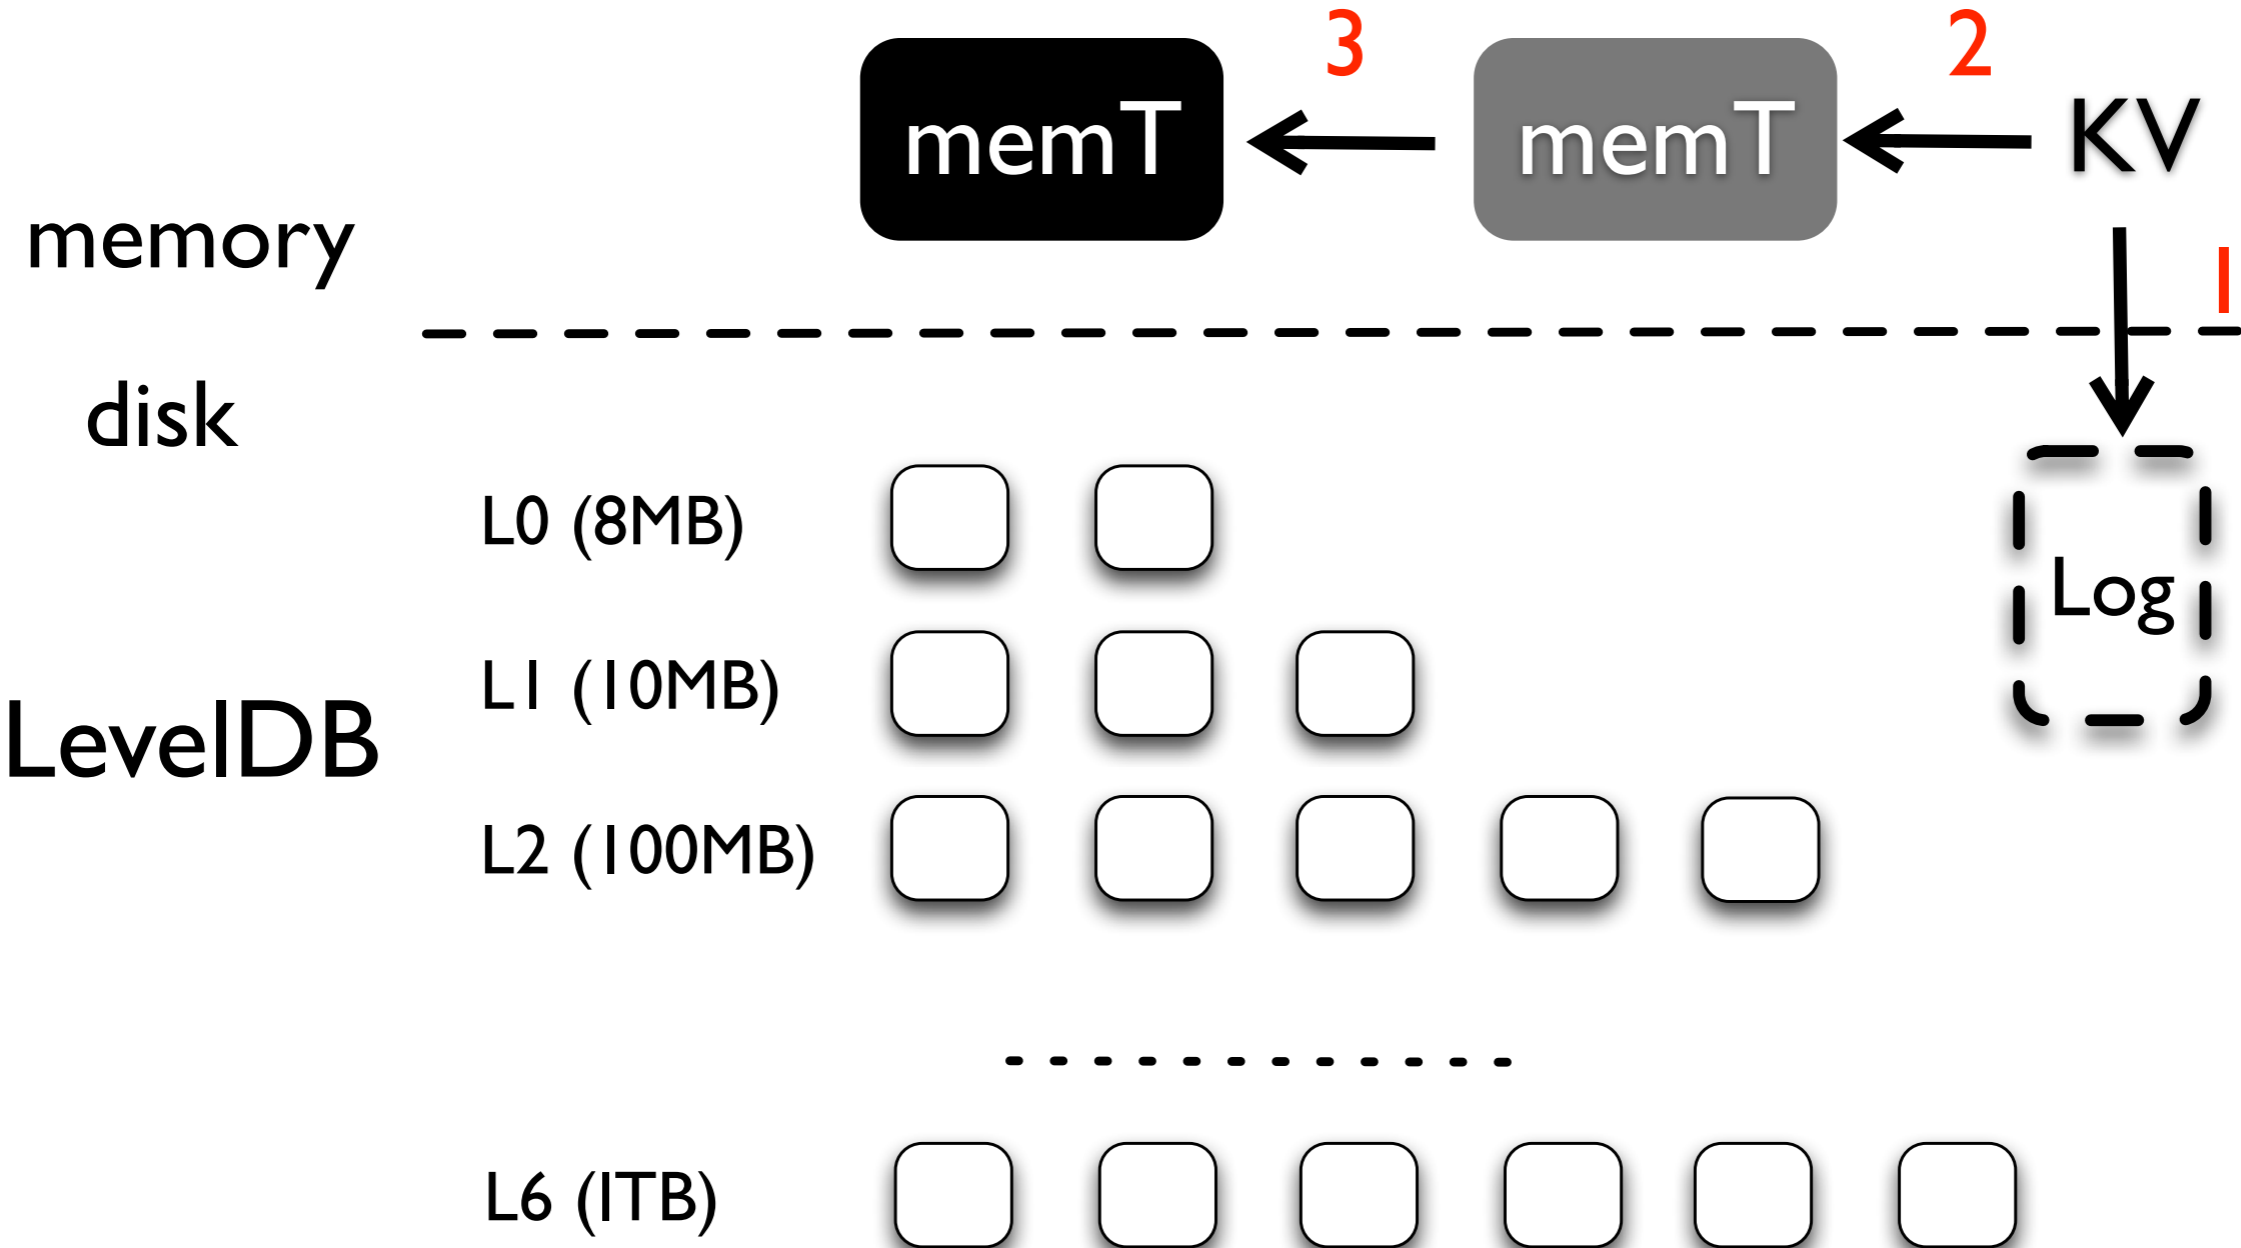 3
2
memT
memT
KV
memory
1
disk
L0 (8MB)
Log
L1 (10MB)
LevelDB
L2 (100MB)
L6 (1TB)